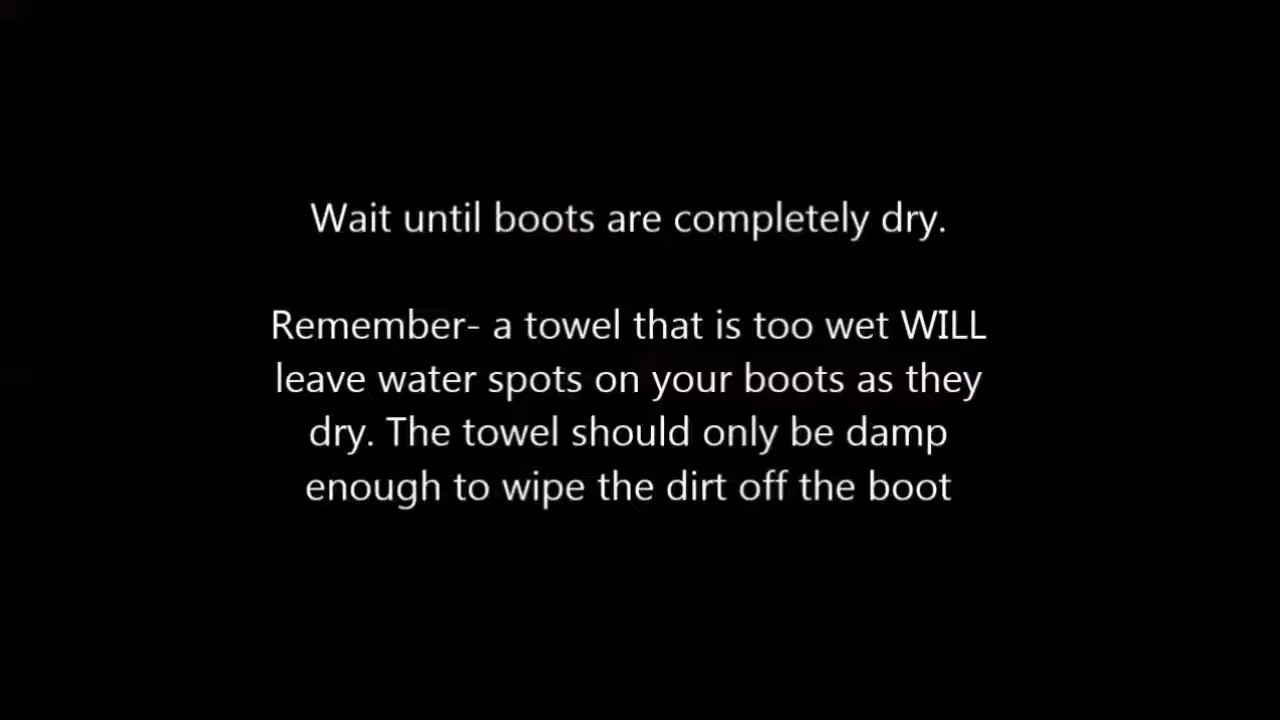 Wait until boots are completely dry.
Remember- a towel that is too wet WILL
leave water spots on your boots as they
dry. The towel should only be damp
enough to wipe the dirt off the boot